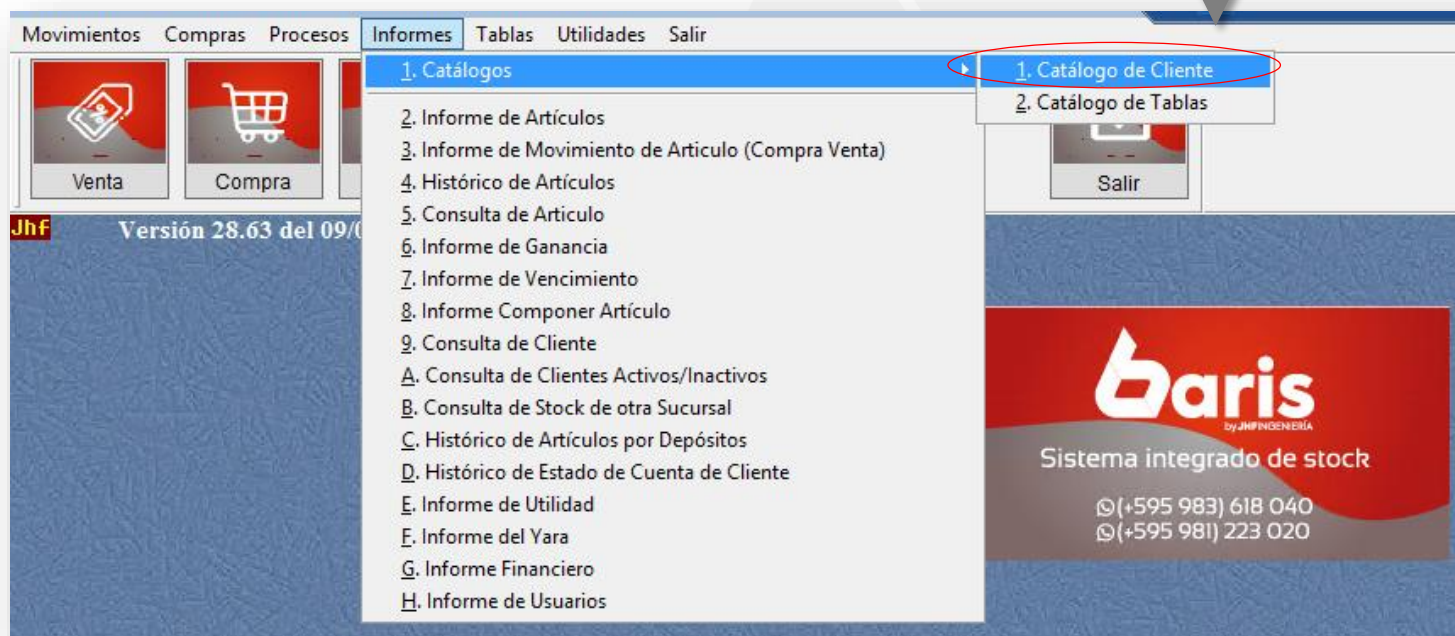 Movimientos Compras Procesos Informes Tablas Utilidades Salir
1. Catálogos
1. Catálogo de Cliente
2. Catálogo de Tablas
2. Informe de Artículos
3. Informe de Movimiento de Articulo (Compra Venta)
4. Histórico de Artículos
5. Consulta de Articulo
6. Informe de Ganancia
7. Informe de Vencimiento
8. Informe Componer Artículo
9. Consulta de Cliente
A. Consulta de Clientes Activos/Inactivos
B. Consulta de Stock de otra Sucursal
C. Histórico de Artículos por Depósitos
D. Histórico de Estado de Cuenta de Cliente
E. Informe de Utilidad
F. Informe del Yara
G. Informe Financiero
H. Informe de Usuarios
Venta Compra Salir
Jhf Versión 28.63 del 09/
baris
by JHF INGENIERÍA
Sistema integrado de stock
(+595 983) 618 040
(+595 981) 223 020